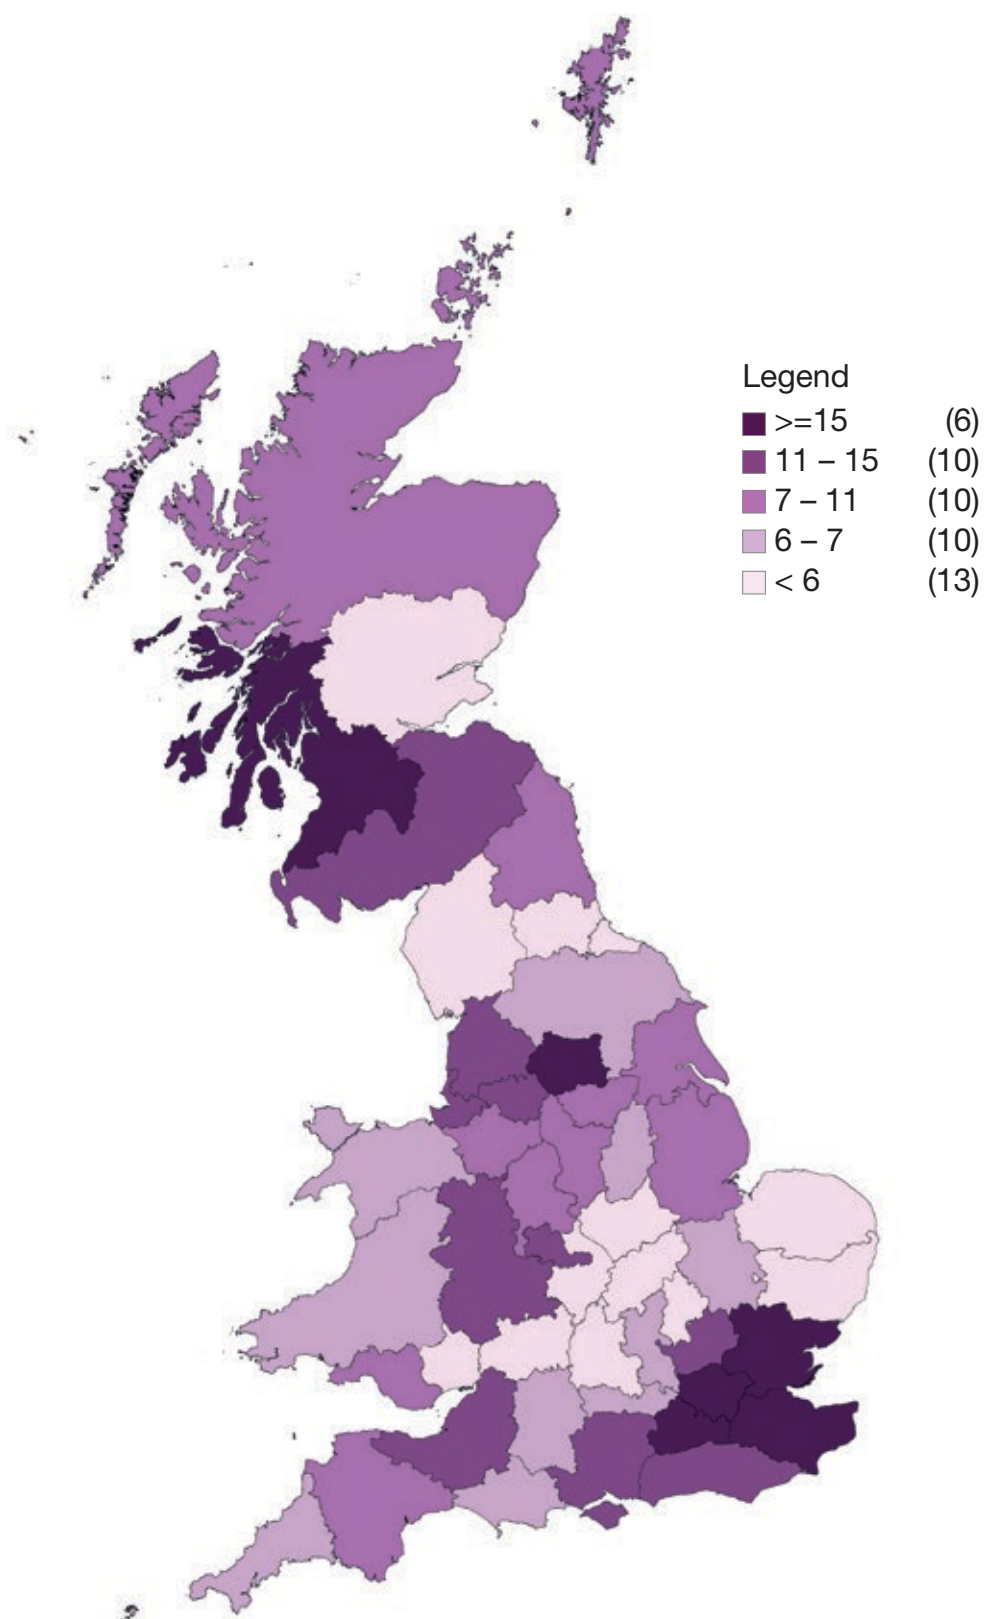 Legend
>=15 (6)
11 – 15 (10)
7 – 11 (10)
6 – 7 (10)
< 6 (13)